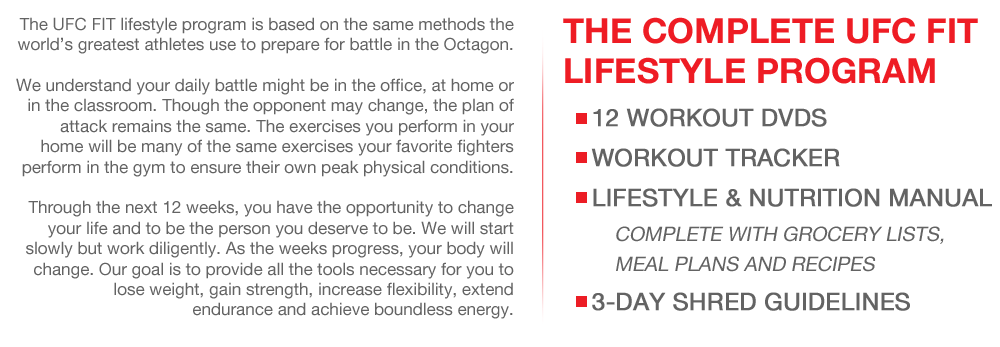 The UFC FIT lifestyle program is based on the same methods the
world's greatest athletes use to prepare for battle in the Octagon.
We understand your daily battle might be in the office, at home or
in the classroom. Though the opponent may change, the plan of
attack remains the same. The exercises you perform in your
home will be many of the same exercises your favorite fighters
perform in the gym to ensure their own peak physical conditions.
Through the next 12 weeks, you have the opportunity to change
your life and to be the person you deserve to be. We will start
slowly but work diligently. As the weeks progress, your body will
change. Our goal is to provide all the tools necessary for you to
lose weight, gain strength, increase flexibility, extend
endurance and achieve boundless energy.
THE COMPLETE UFC FIT
LIFESTYLE PROGRAM
12 WORKOUT DVDS
WORKOUT TRACKER
LIFESTYLE & NUTRITION MANUAL
COMPLETE WITH GROCERY LISTS,
MEAL PLANS AND RECIPES
3-DAY SHRED GUIDELINES